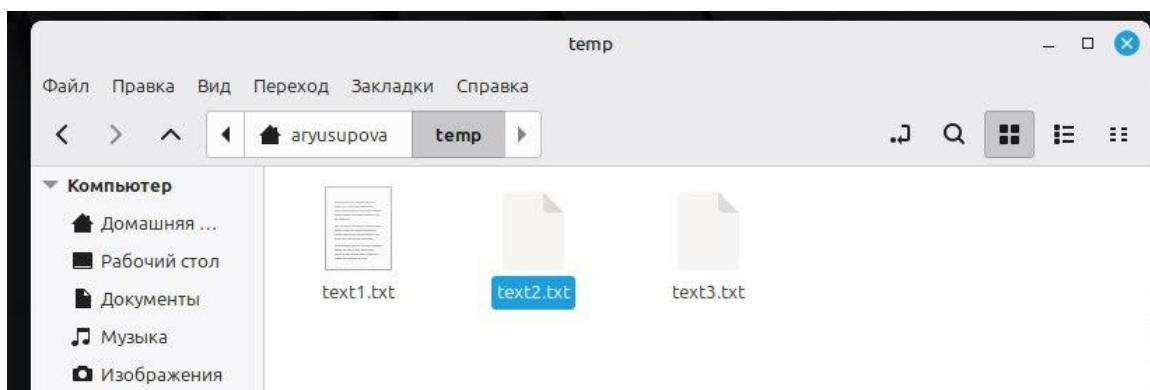 temp
Файл Правка Вид Переход Закладки Справка
aryusupova temp
Компьютер
Домашняя ...
Рабочий стол
Документы
Музыка
Изображения
text1.txt text2.txt text3.txt